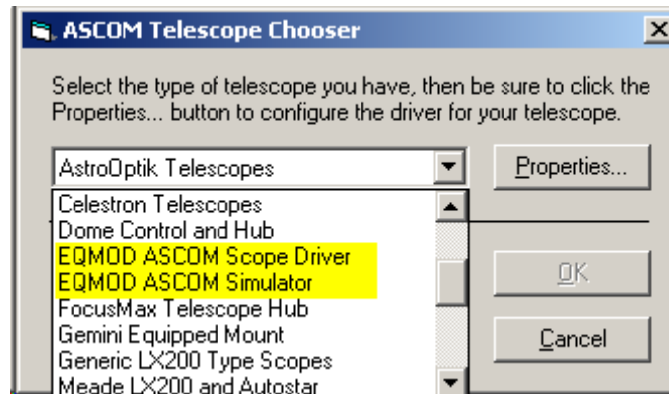 ASCOM Telescope Chooser
Select the type of telescope you have, then be sure to click the
Properties... button to configure the driver for your telescope.
AstroOptik Telescopes
Properties...
Celestron Telescopes
Dome Control and Hub
EQMOD ASCOM Scope Driver
EQMOD ASCOM Simulator
OK
FocusMax Telescope Hub
Gemini Equipped Mount
Cancel
Generic LX200 Type Scopes
Meade LX200 and Autostar